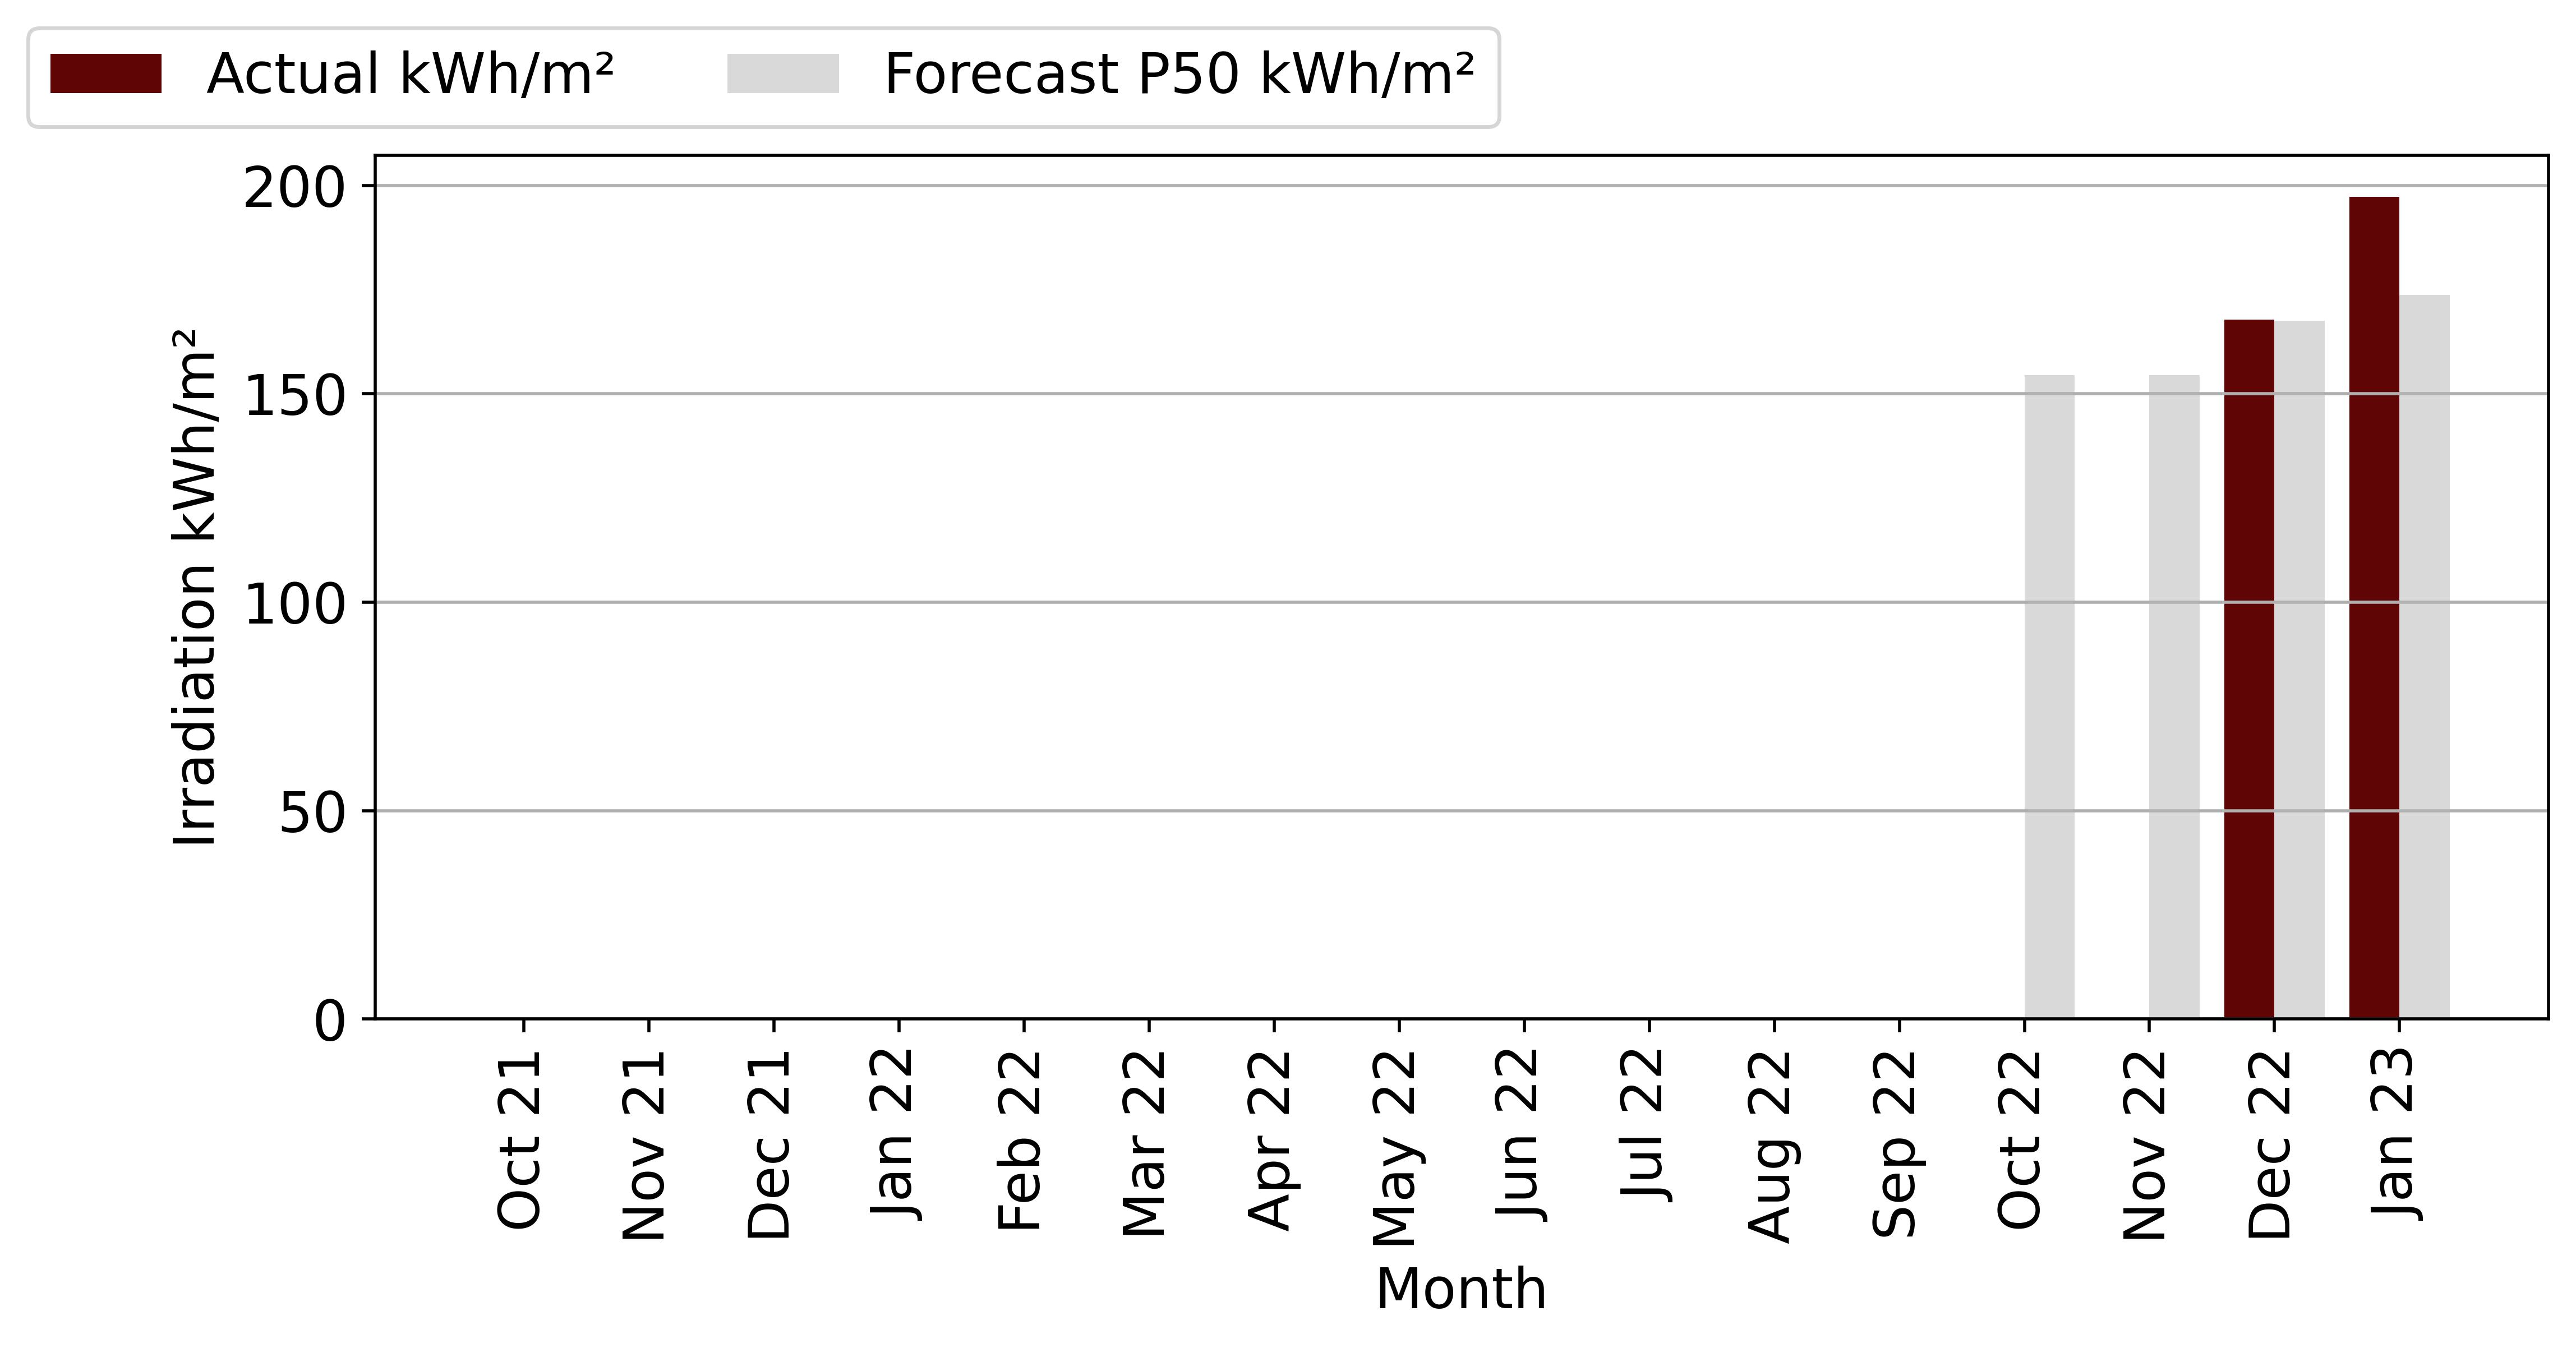 Actual kWh/m² Forecast P50 kWh/m²
200
150
100
50
0
Irradiation kWh/m²
Oct 21
Nov 21
Dec 21
Jan 22
Feb 22
Mar 22
Apr 22
May 22
Jun 22
Jul 22
Aug 22
Sep 22
Oct 22
Nov 22
Dec 22
Jan 23
Month